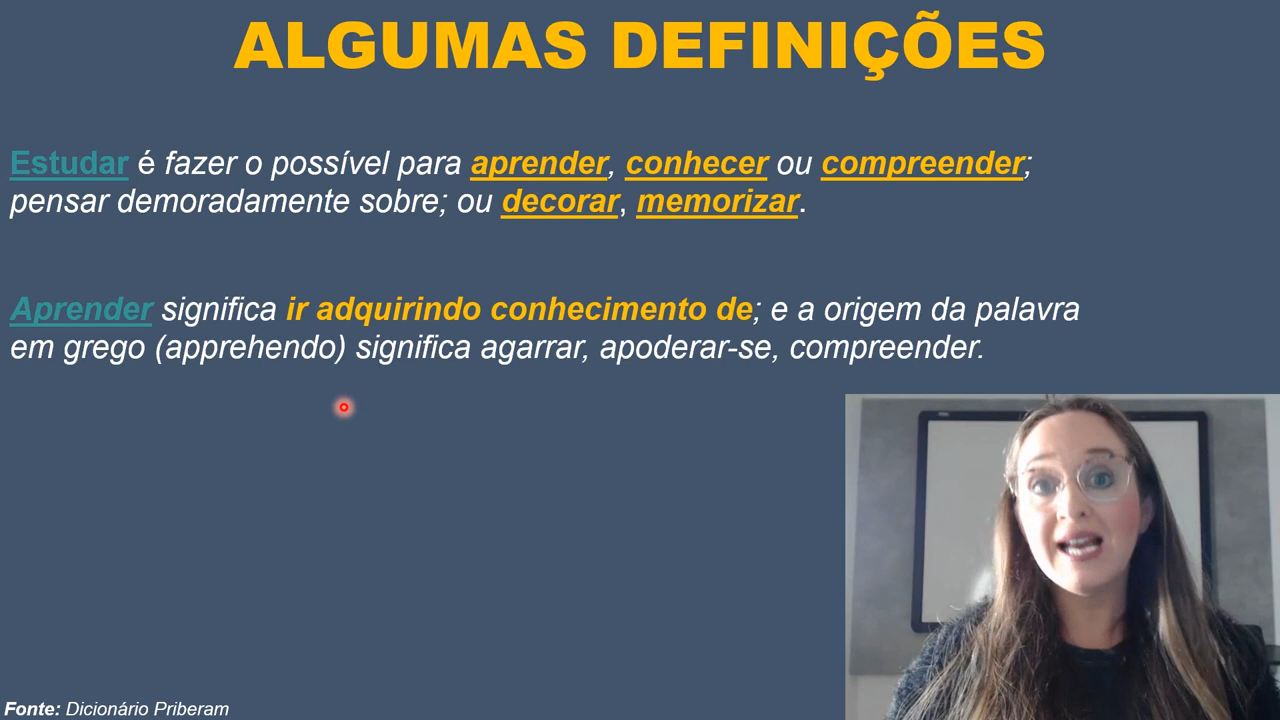 ALGUMAS DEFINIÇÕES
Estudar é fazer o possível para aprender, conhecer ou compreender;
pensar demoradamente sobre; ou decorar, memorizar.
Aprender significa ir adquirindo conhecimento de; e a origem da palavra
em grego (apprehendo) significa agarrar, apoderar-se, compreender.
Fonte: Dicionário Priberam